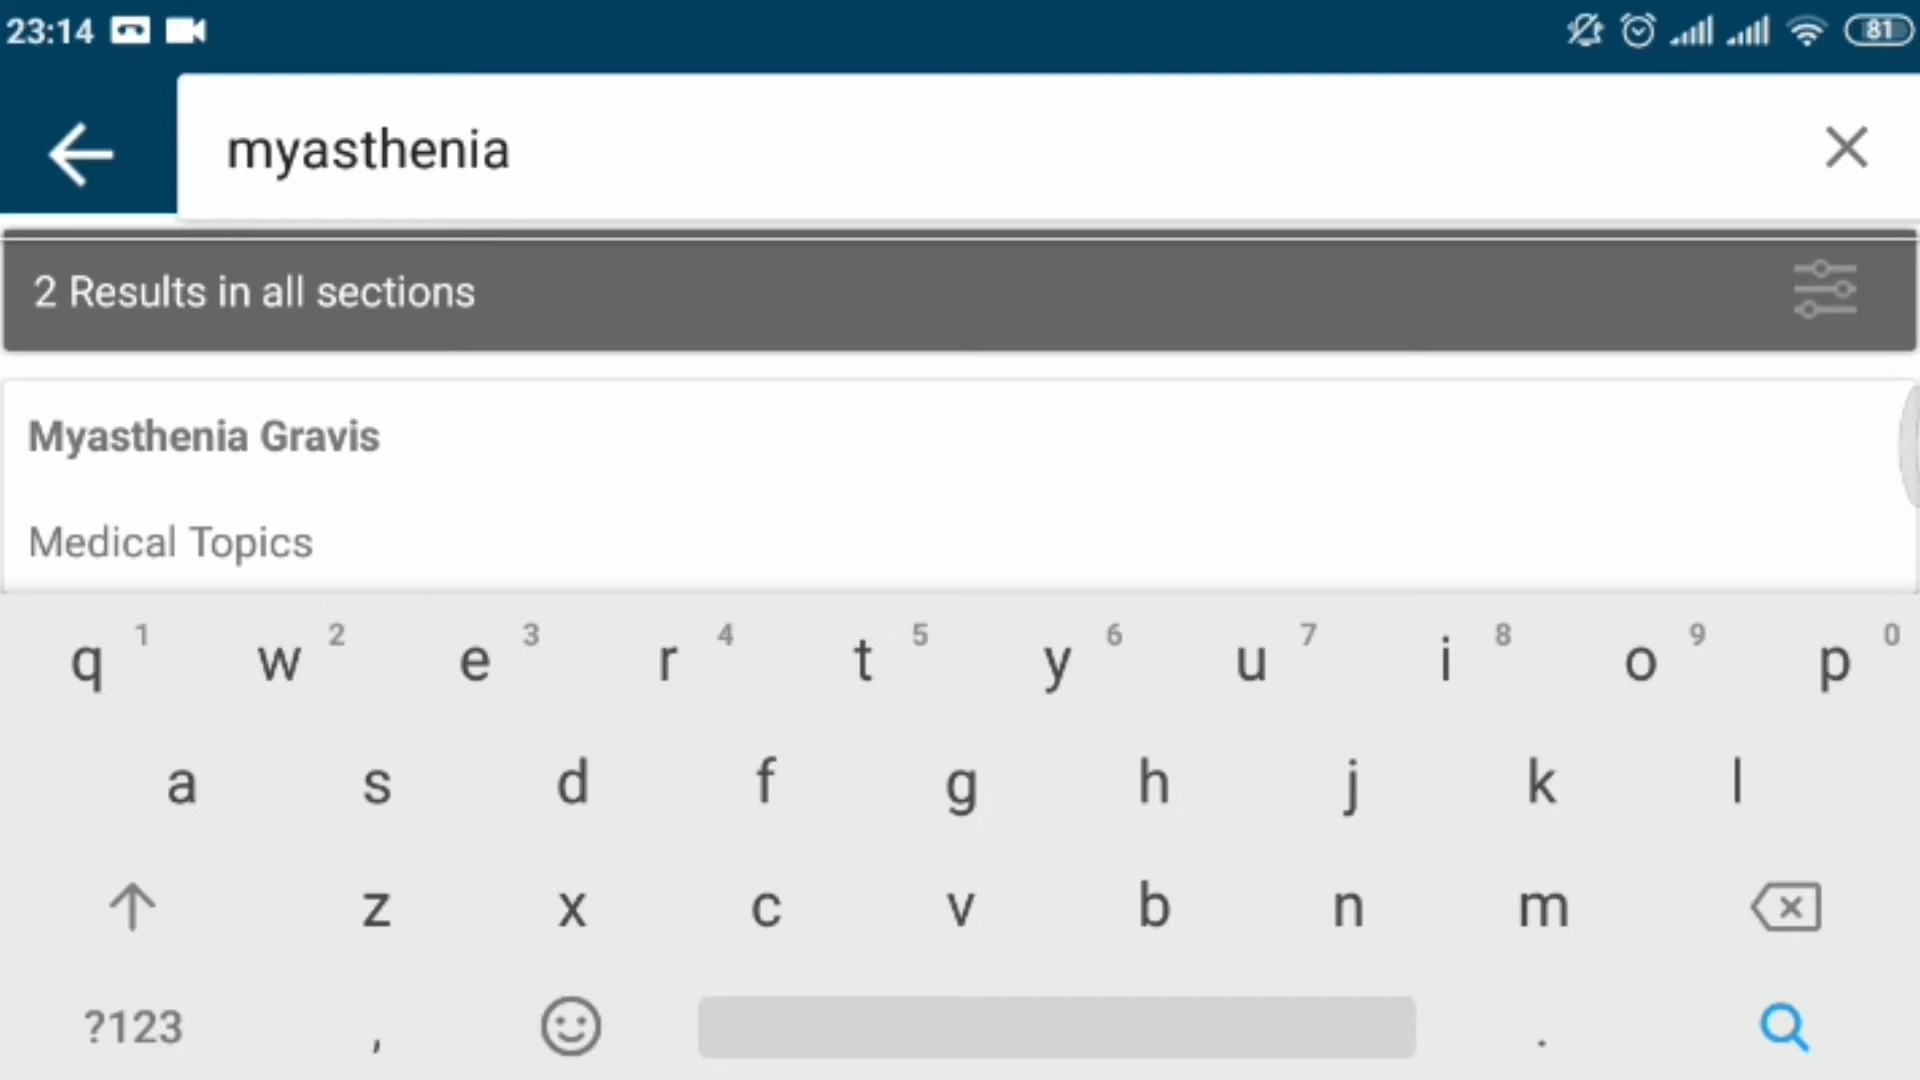 23:14 81
myasthenia
2 Results in all sections
Myasthenia Gravis
Medical Topics
q 1 w 2 e 3 r 4 t 5 y 6 u 7 i 8 o 9 p 0
a s d f g h j k l
z x c v b n m
?123 , .